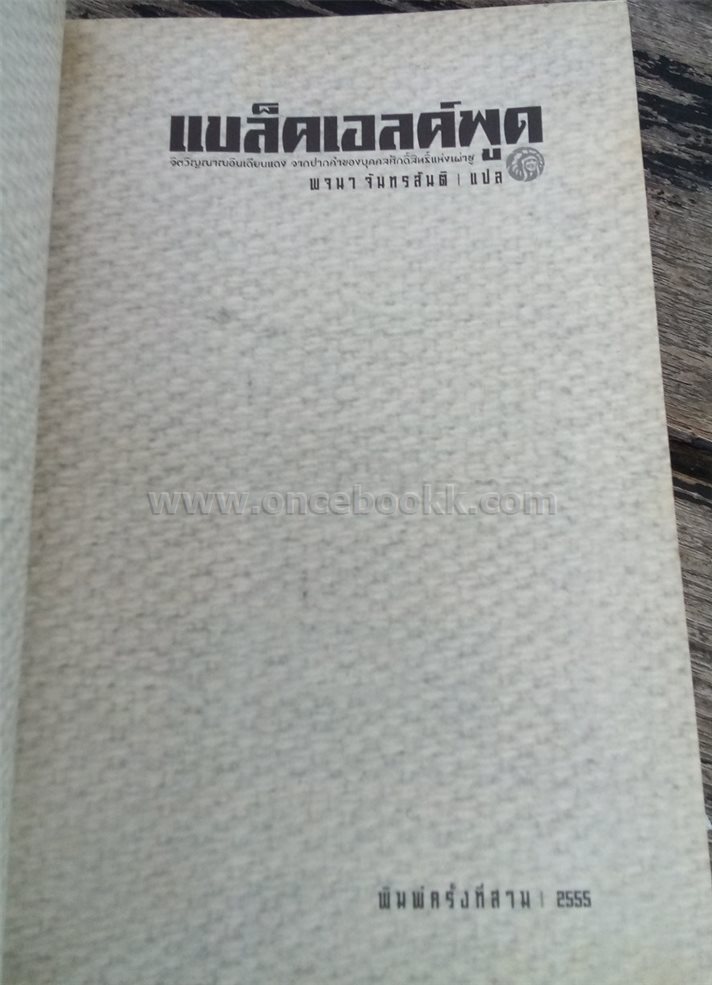 แบล็คเอลค์พูด
จิตวิญญาณอินเดียนแดง จากปากคำของบุคคลศักดิ์สิทธิ์แห่งเผ่าซู
พจนา จันทรสันติ | แปล
www.oncebookk.com
พิมพ์ครั้งที่สาม | 2555